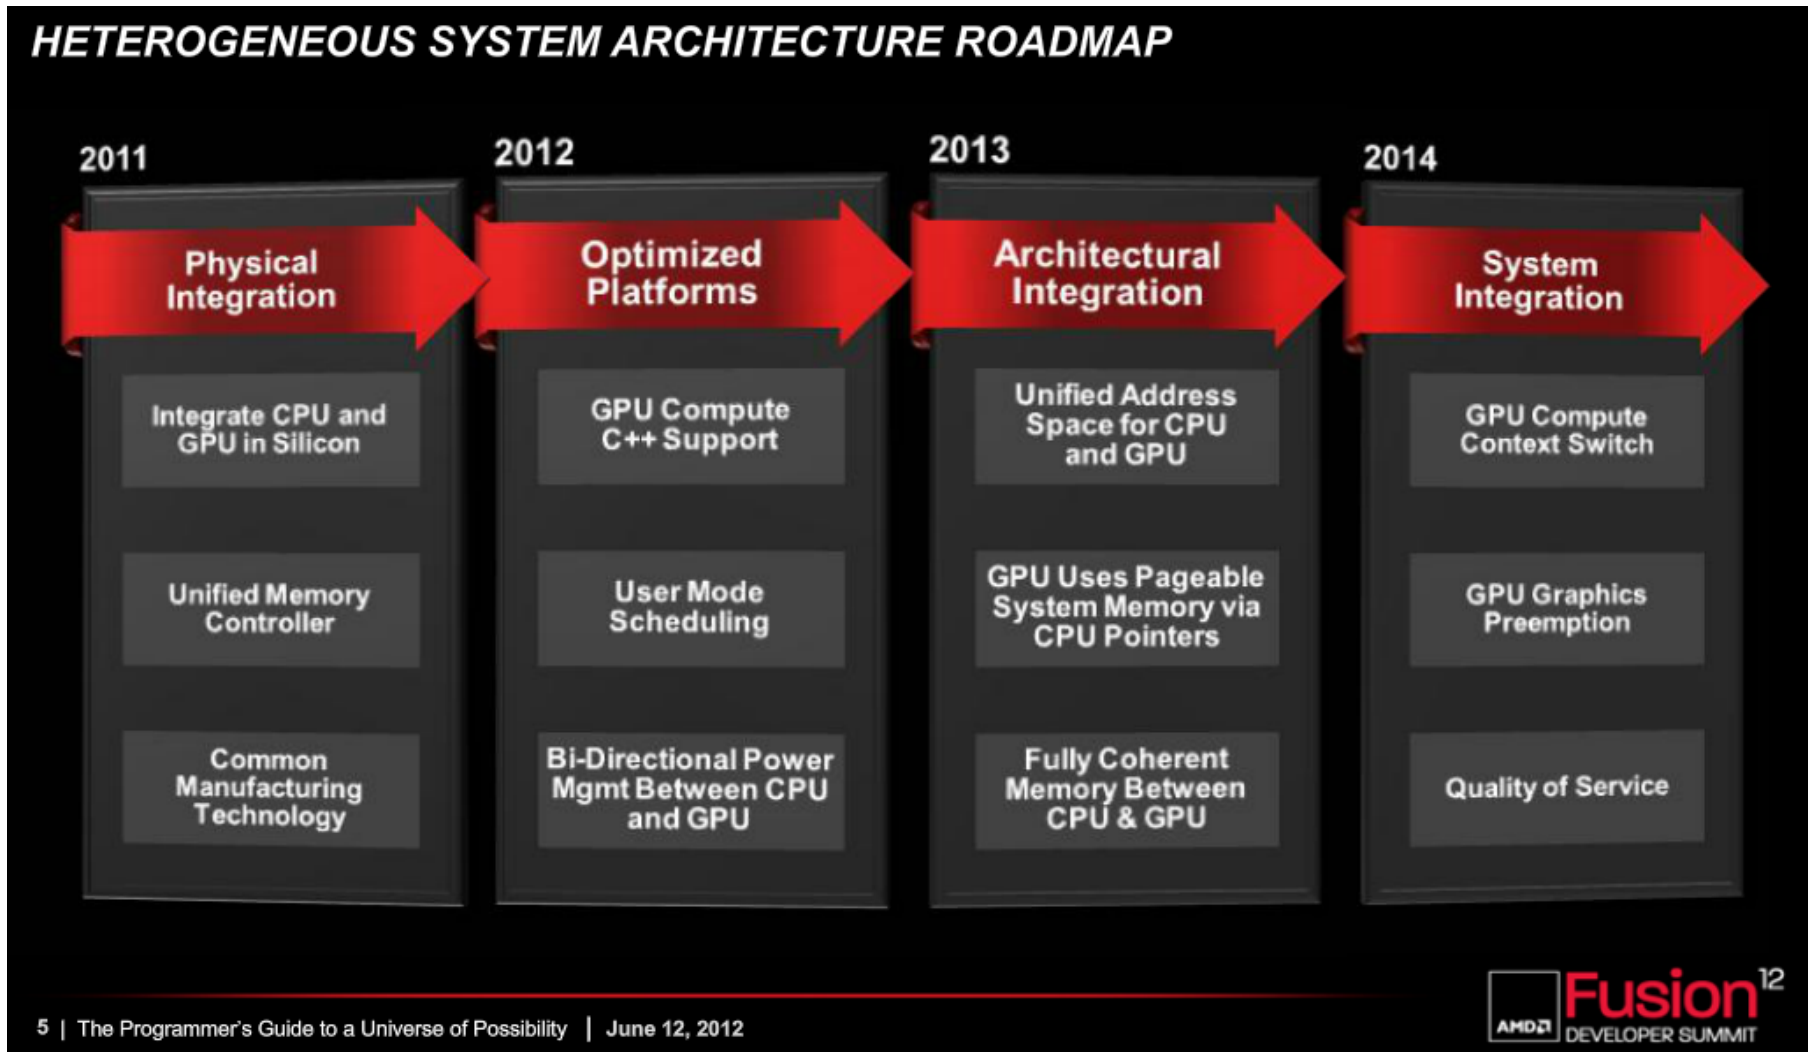 HETEROGENEOUS SYSTEM ARCHITECTURE ROADMAP
2011
Physical
Integration
Integrate CPU and
GPU in Silicon
Unified Memory
Controller
Common
Manufacturing
Technology
2012
Optimized
Platforms
GPU Compute
C++ Support
User Mode
Scheduling
Bi-Directional Power
Mgmt Between CPU
and GPU
2013
Architectural
Integration
Unified Address
Space for CPU
and GPU
GPU Uses Pageable
System Memory via
CPU Pointers
Fully Coherent
Memory Between
CPU & GPU
2014
System
Integration
GPU Compute
Context Switch
GPU Graphics
Preemption
Quality of Service
5 | The Programmer's Guide to a Universe of Possibility | June 12, 2012
AMD
Fusion12
DEVELOPER SUMMIT